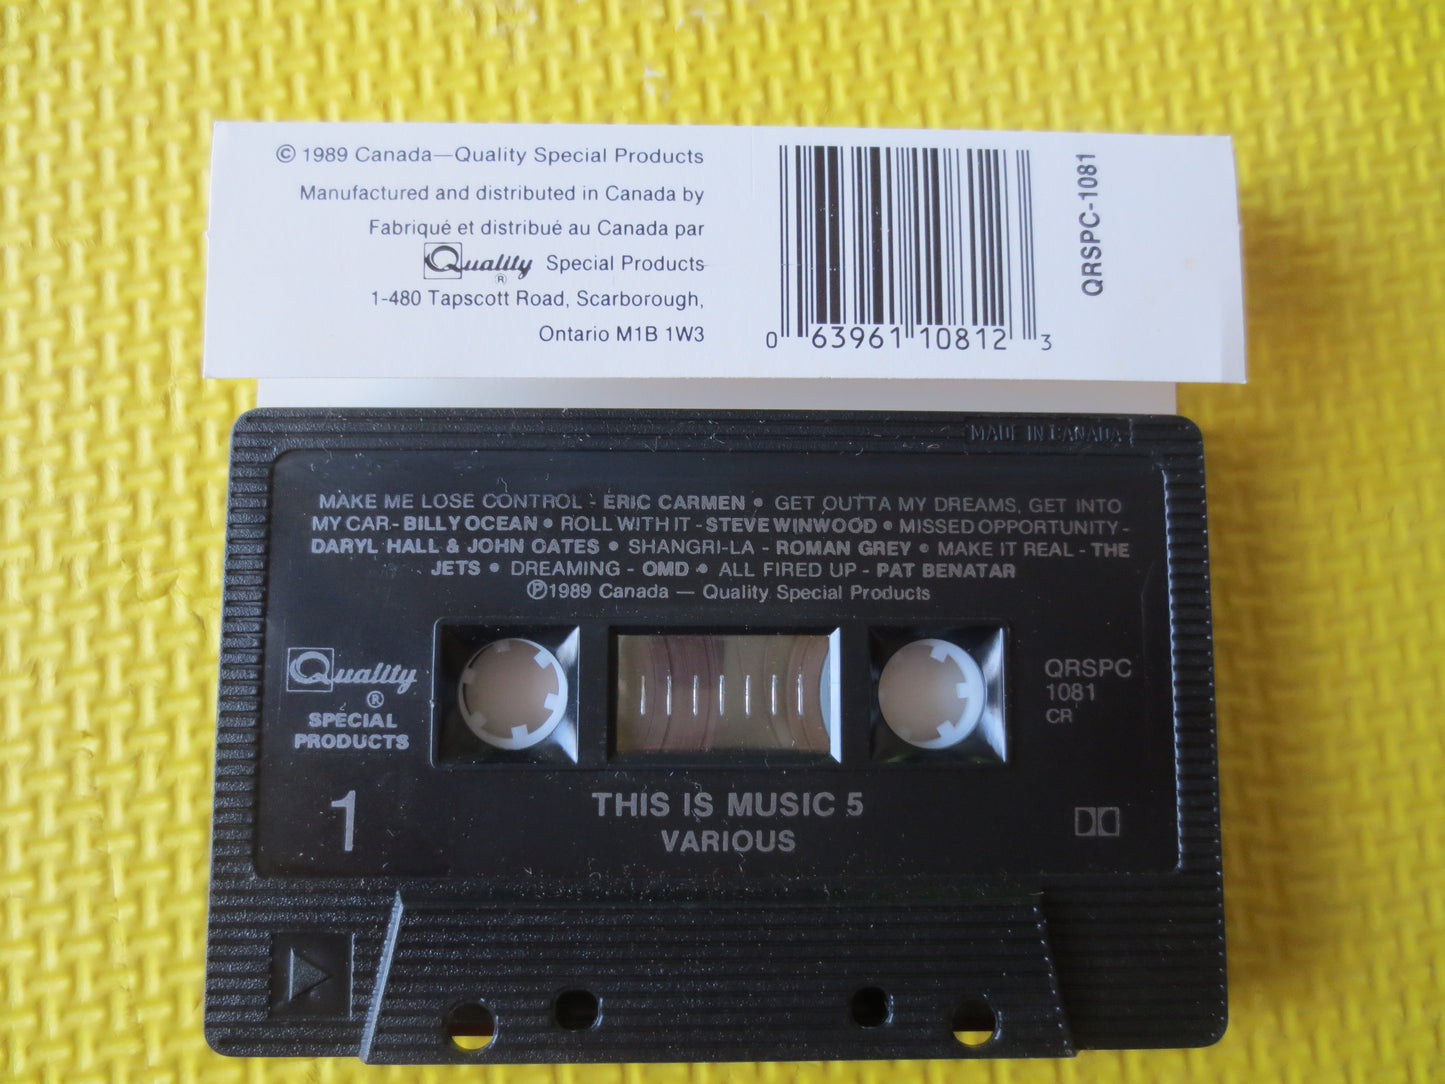 © 1989 Canada—Quality Special Products
Manufactured and distributed in Canada by
Fabriqué et distribué au Canada par
Quality ® Special Products
1-480 Tapscott Road, Scarborough,
Ontario M1B 1W3
0 63961 10812 3
QRSPC-1081
MADE IN CANADA
MAKE ME LOSE CONTROL - ERIC CARMEN • GET OUTTA MY DREAMS, GET INTO
MY CAR - BILLY OCEAN • ROLL WITH IT - STEVE WINWOOD • MISSED OPPORTUNITY -
DARYL HALL & JOHN OATES • SHANGRI-LA - ROMAN GREY • MAKE IT REAL - THE
JETS • DREAMING - OMD • ALL FIRED UP - PAT BENATAR
℗1989 Canada — Quality Special Products
Quality
®
SPECIAL
PRODUCTS
1
QRSPC
1081
CR
THIS IS MUSIC 5
VARIOUS